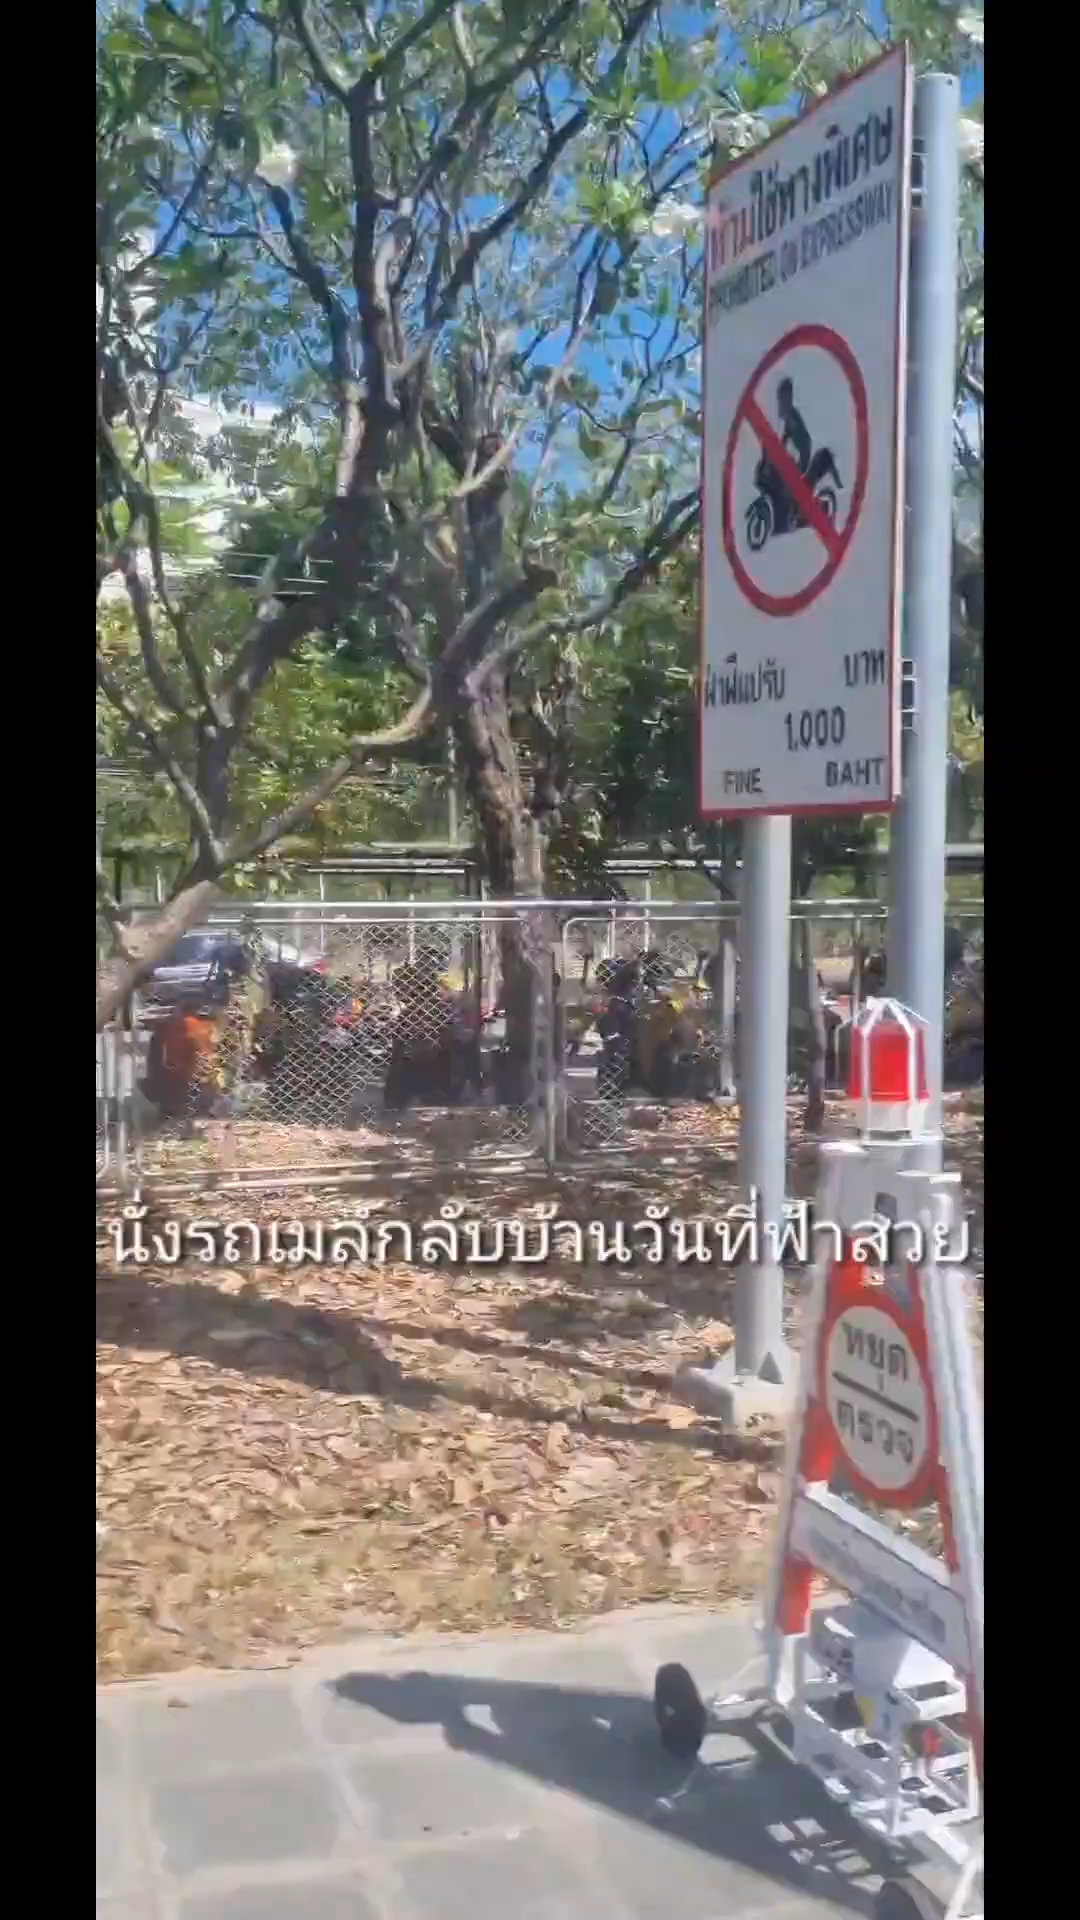 ห้ามใช้ทางพิเศษ
PROHIBITED ON EXPRESSWAY
ฝ่าฝืนปรับ บาท
1,000
FINE BAHT
นั่งรถเมล์กลับบ้านวันที่ฟ้าสวย
หยุด
ตรวจ